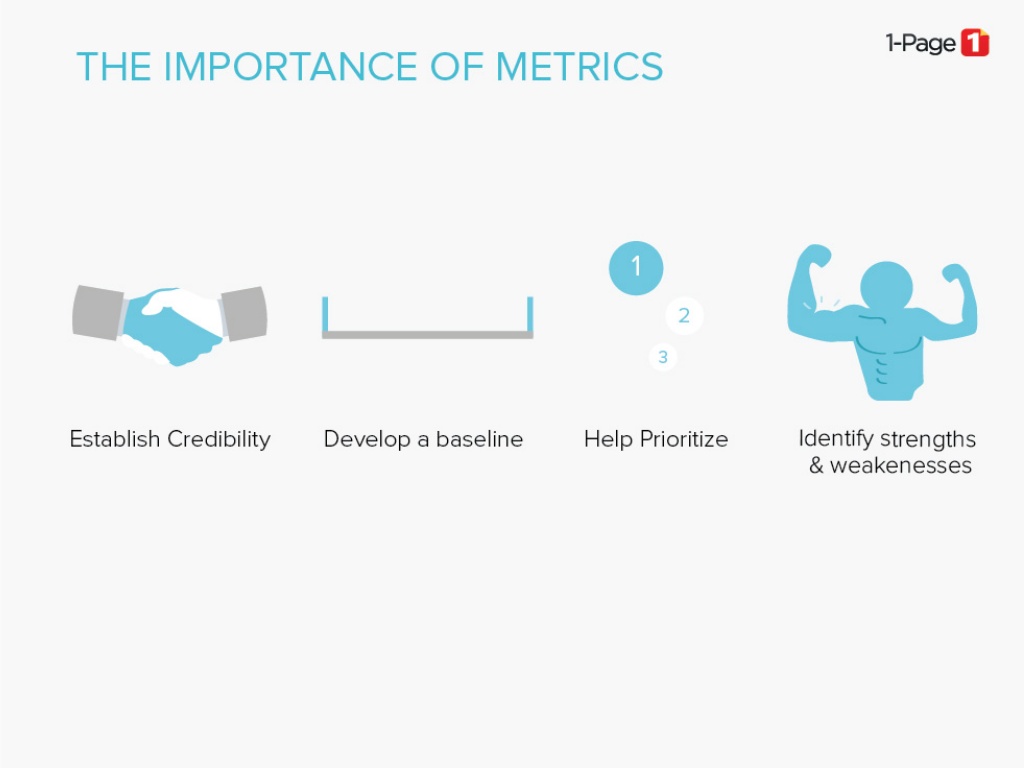 THE IMPORTANCE OF METRICS
1-Page 1
1
2
3
Establish Credibility
Develop a baseline
Help Prioritize
Identify strengths
& weakenesses